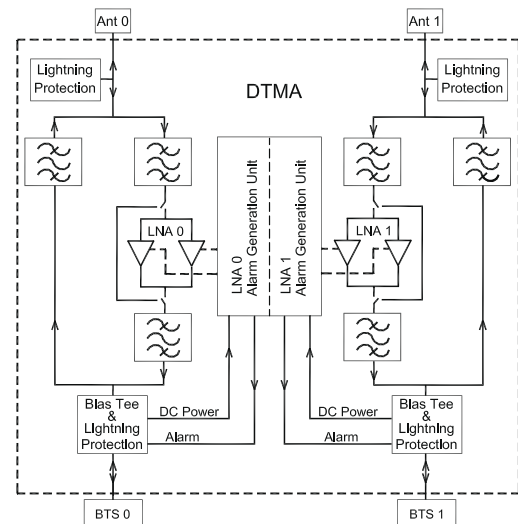 Ant 0
Ant 1
Lightning
Protection
DTMA
Lightning
Protection
LNA 0
Alarm Generation Unit
LNA 1
Alarm Generation Unit
LNA 0
LNA 1
Bias Tee
&
Lightning
Protection
DC Power
Alarm
DC Power
Alarm
Bias Tee
&
Lightning
Protection
BTS 0
BTS 1